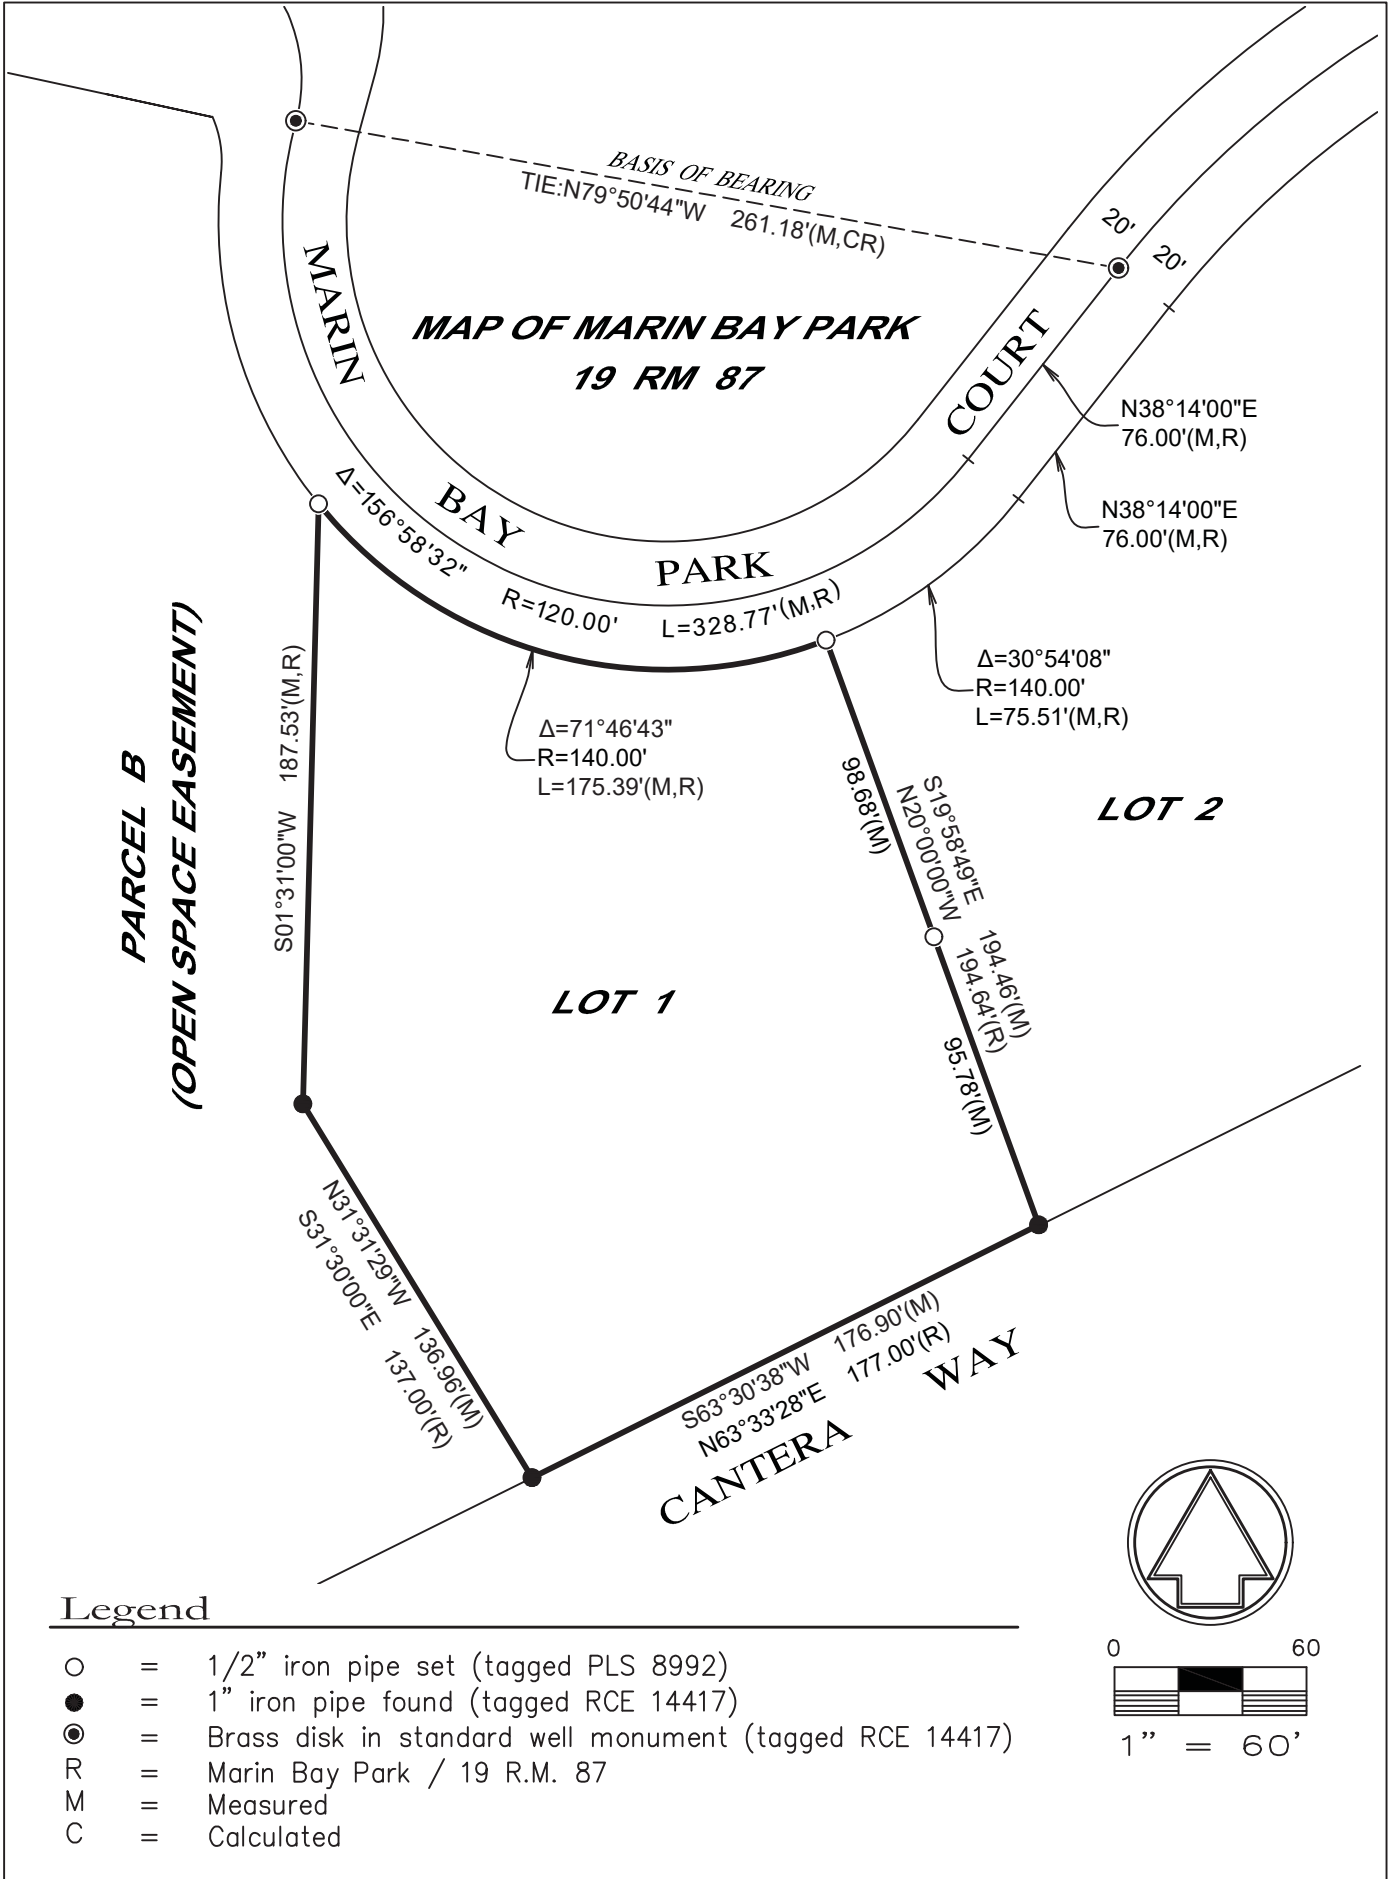 BASIS OF BEARING
TIE:N79°50'44"W 261.18'(M,CR)
20'
20'
MARIN
BAY
PARK
COURT
MAP OF MARIN BAY PARK
19 RM 87
N38°14'00"E
76.00'(M,R)
N38°14'00"E
76.00'(M,R)
Δ=156°58'32" R=120.00' L=328.77'(M,R)
Δ=30°54'08"
R=140.00'
L=75.51'(M,R)
Δ=71°46'43"
R=140.00'
L=175.39'(M,R)
PARCEL B
(OPEN SPACE EASEMENT)
S01°31'00"W 187.53'(M,R)
98.68'(M)
S19°58'49"E 194.46'(M)
N20°00'00"W 194.64'(R)
95.78'(M)
LOT 2
LOT 1
N31°31'29"W 136.96'(M)
S31°30'00"E 137.00'(R)
S63°30'38"W 176.90'(M)
N63°33'28"E 177.00'(R)
CANTERA WAY
Legend
○ = 1/2” iron pipe set (tagged PLS 8992)
● = 1” iron pipe found (tagged RCE 14417)
◉ = Brass disk in standard well monument (tagged RCE 14417)
R = Marin Bay Park / 19 R.M. 87
M = Measured
C = Calculated
0 60
1” = 60'